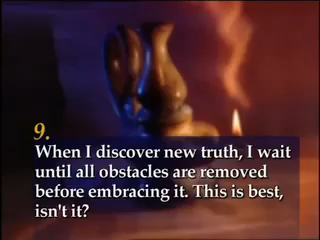 9.
When I discover new truth, I wait
until all obstacles are removed
before embracing it. This is best,
isn't it?